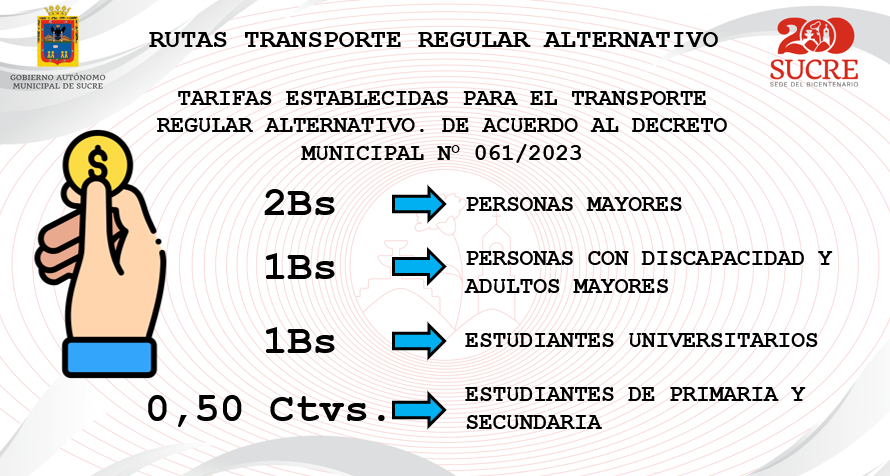 RUTAS TRANSPORTE REGULAR ALTERNATIVO
GOBIERNO AUTÓNOMO
MUNICIPAL DE SUCRE
200
SUCRE
SEDE DEL BICENTENARIO
TARIFAS ESTABLECIDAS PARA EL TRANSPORTE
REGULAR ALTERNATIVO. DE ACUERDO AL DECRETO
MUNICIPAL N° 061/2023
$
2Bs PERSONAS MAYORES
1Bs PERSONAS CON DISCAPACIDAD Y
ADULTOS MAYORES
1Bs ESTUDIANTES UNIVERSITARIOS
0,50 Ctvs. ESTUDIANTES DE PRIMARIA Y
SECUNDARIA